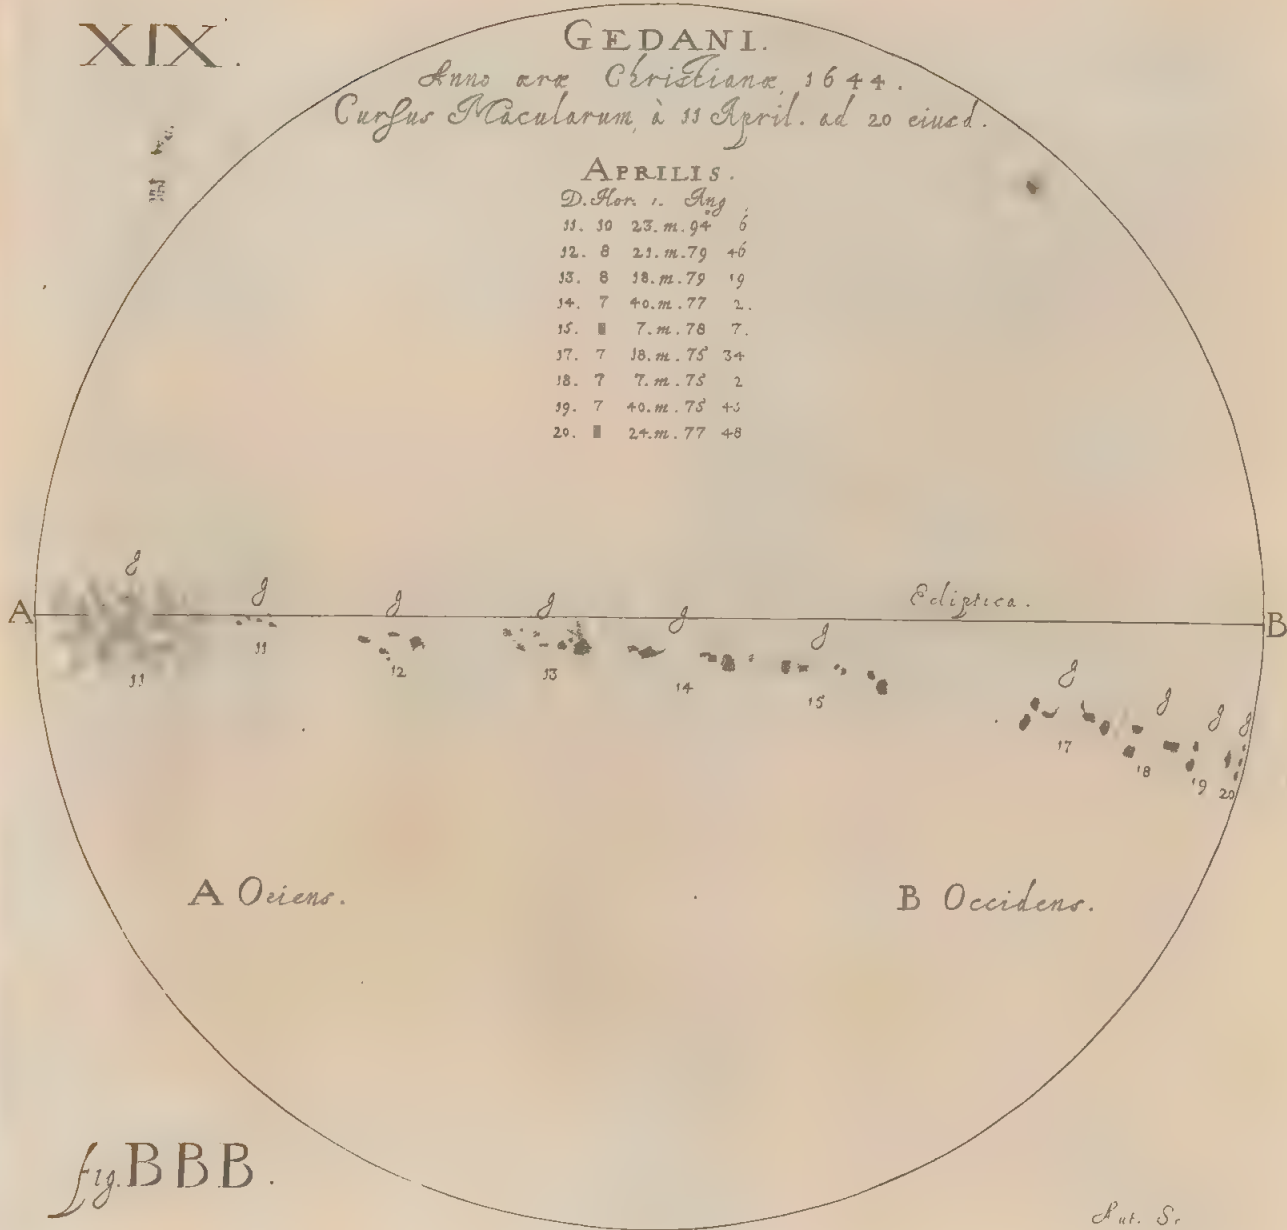 XIX.
GEDANI.
Anno æræ Christianæ, 1644.
Cursus Macularum, à 11 April. ad 20 eiusd.
APRILIS.
D. Hor. ı. Ang
11. 10 23. m. 94 6
12. 8 21. m. 79 46
13. 8 18. m. 79 19
14. 7 40. m. 77 2.
15. 7. m. 78 7.
17. 7 18. m. 75 34
18. 7 7. m. 75 2
19. 7 40. m. 75 45
20. 24. m. 77 48
g g g g g g g g g g
A Ecliptica. B
11 11 12 13 14 15 17 18 19 20
A Oriens. B Occidens.
fig. BBB.
Aut. Sc